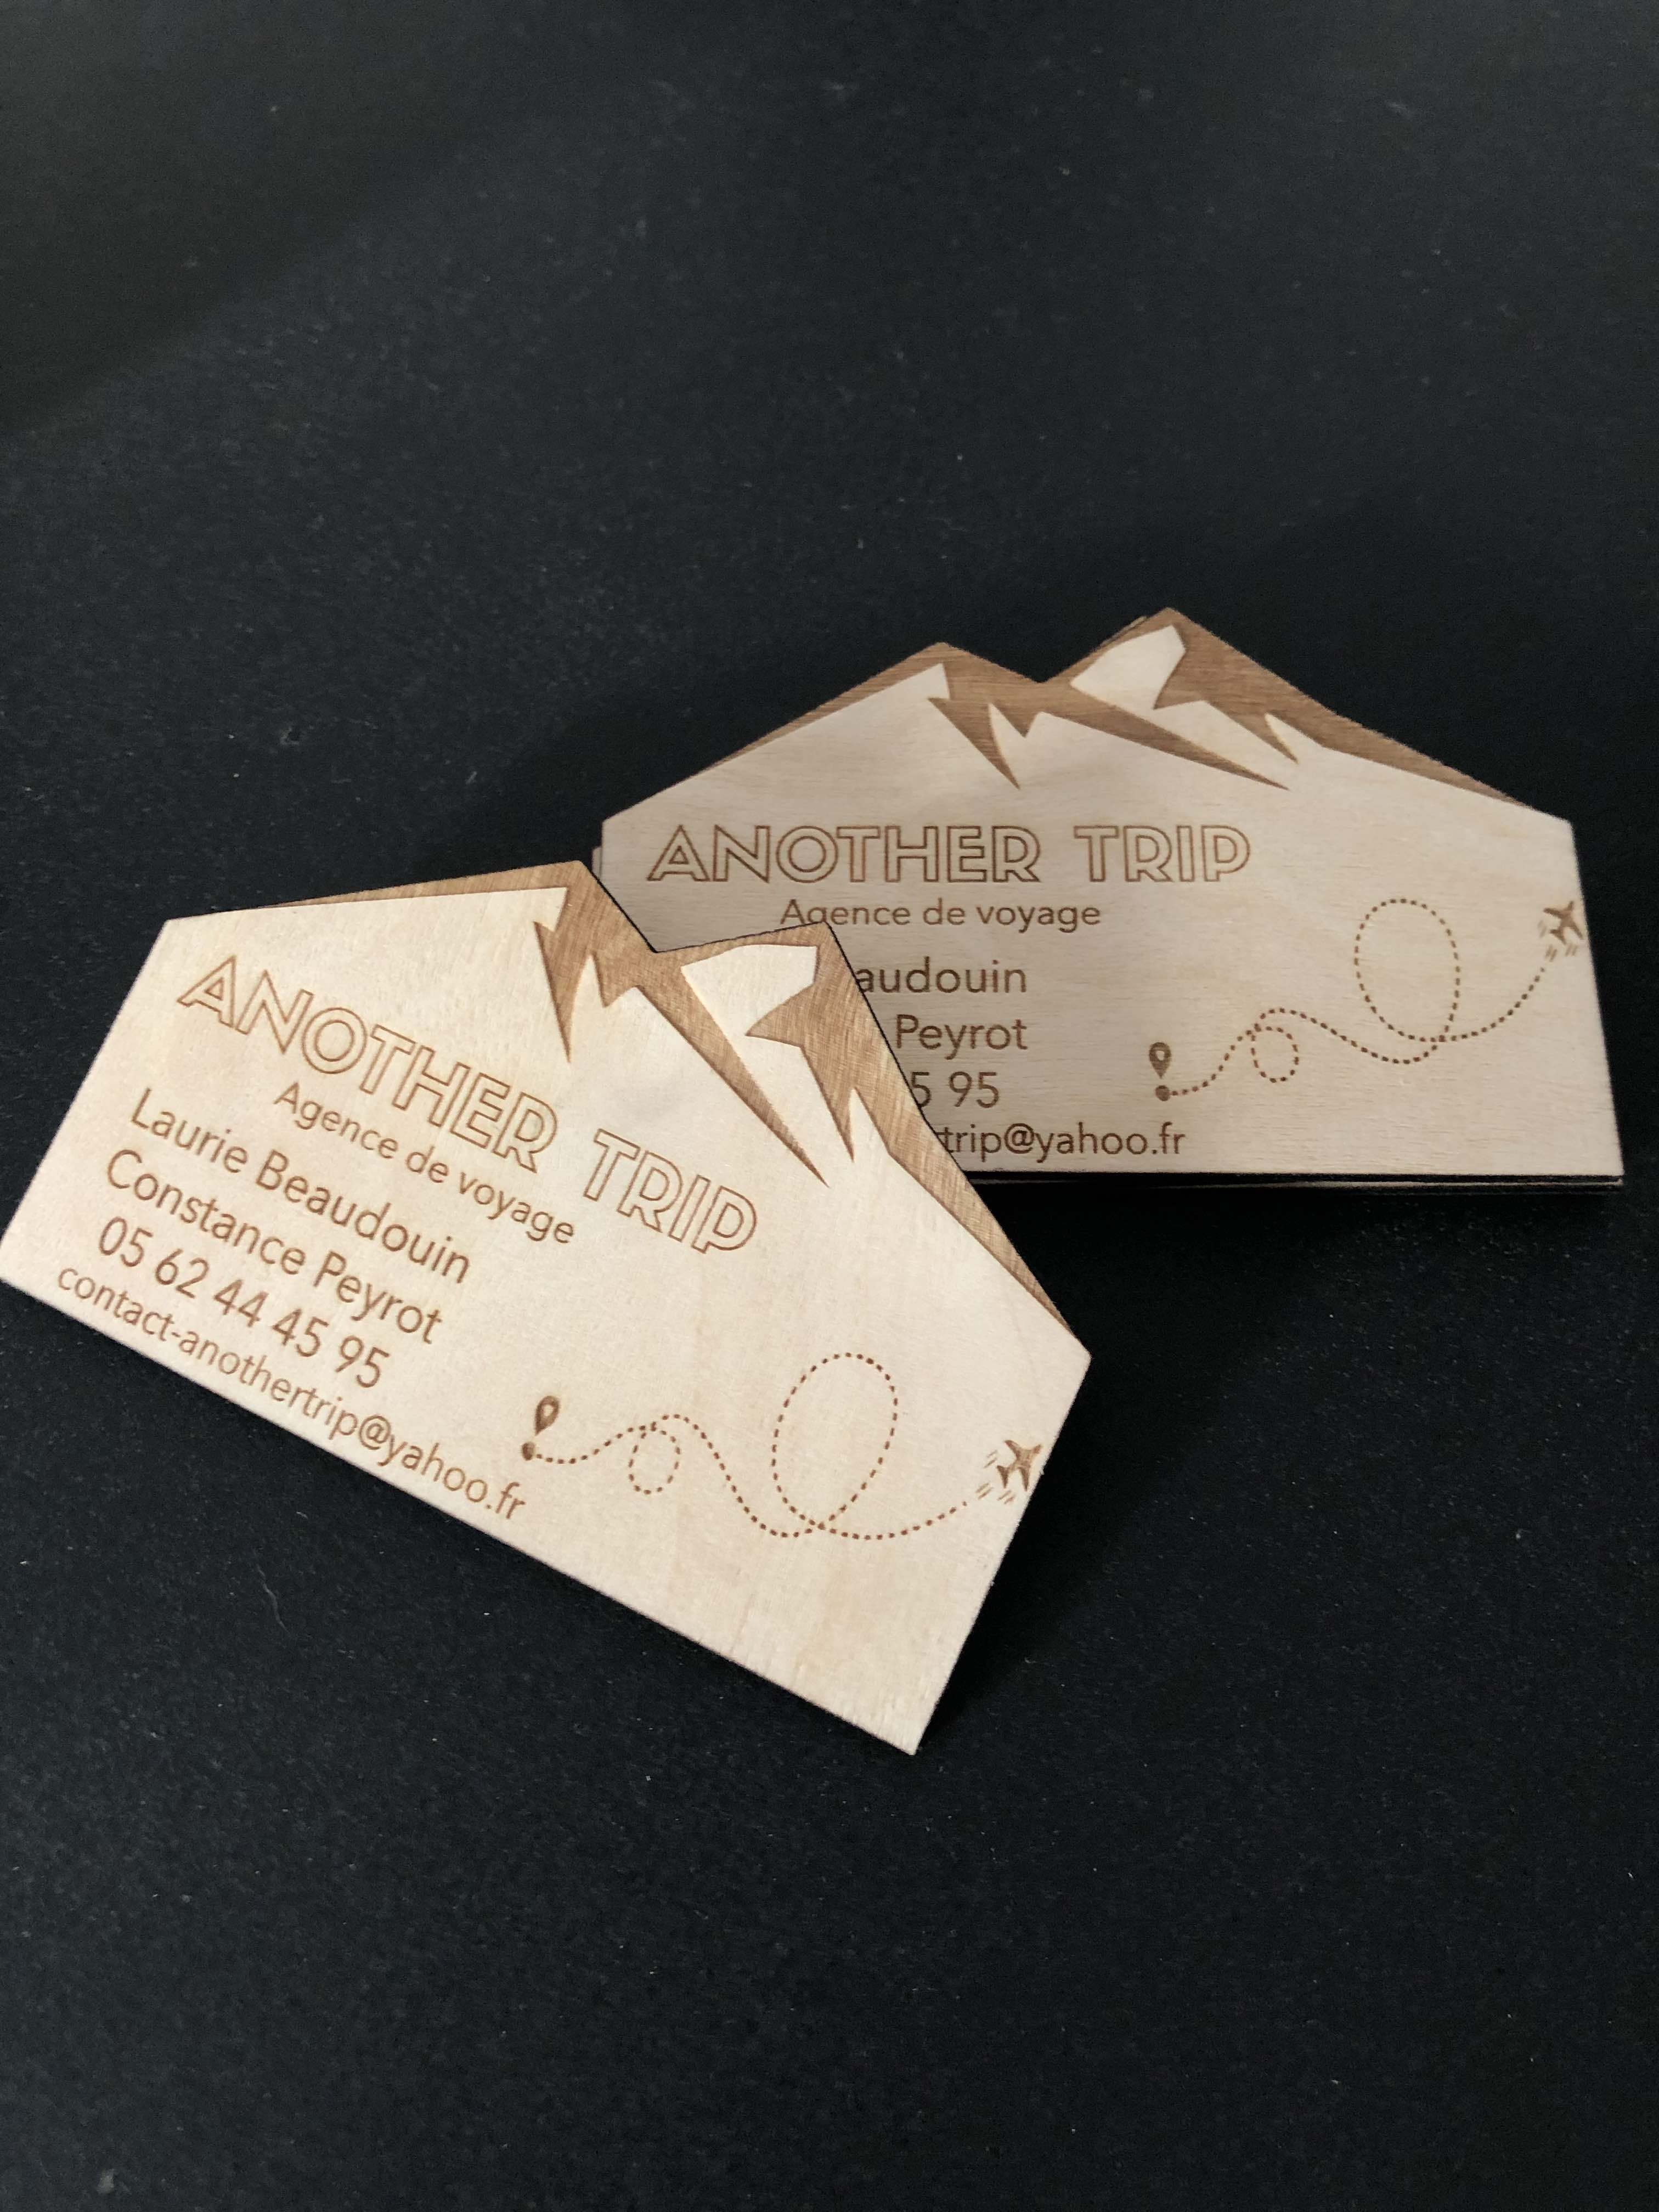 ANOTHER TRIP
Agence de voyage
Laurie Beaudouin
Constance Peyrot
05 62 44 45 95
contact-anothertrip@yahoo.fr
ANOTHER TRIP
Agence de voyage
audouin
Peyrot
5 95
trip@yahoo.fr